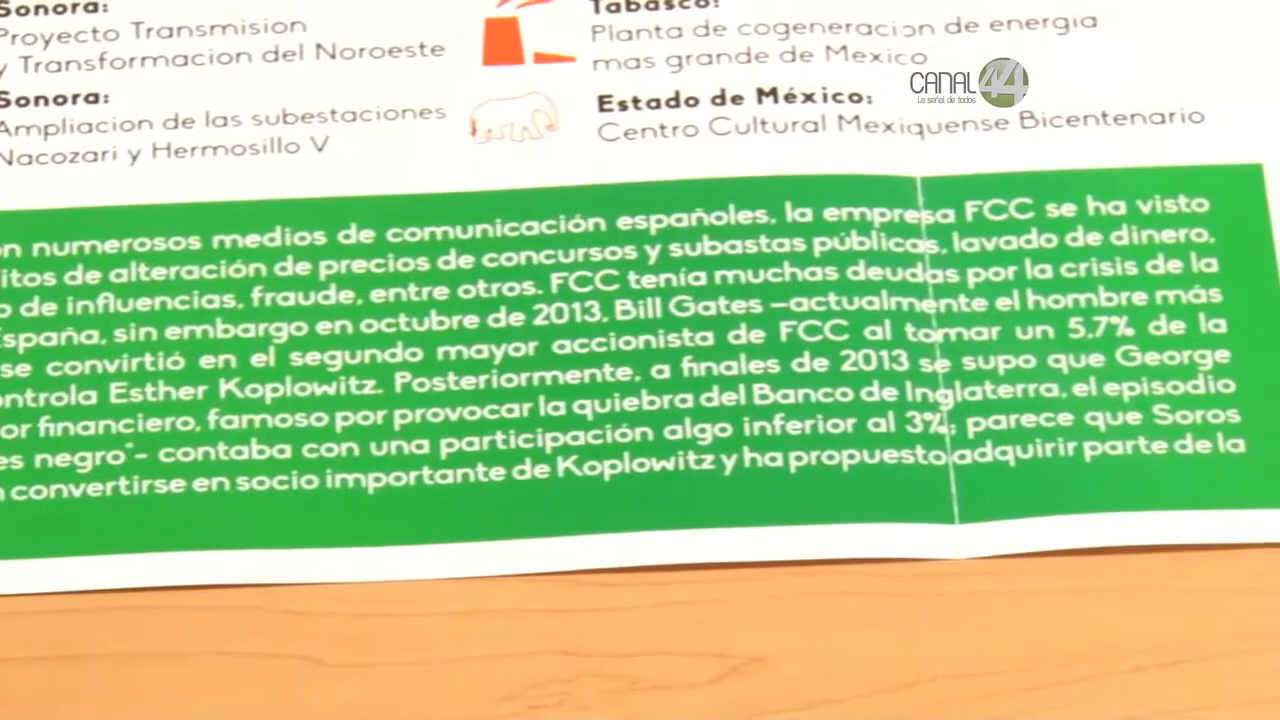 Sonora:
Proyecto Transmision
y Transformacion del Noroeste
Sonora:
Ampliacion de las subestaciones
Nacozari y Hermosillo V
Tabasco:
Planta de cogeneracion de energia
mas grande de Mexico
Estado de México:
Centro Cultural Mexiquense Bicentenario
CANAL 44
La señal de todos
numerosos medios de comunicación españoles, la empresa FCC se ha visto
de alteración de precios de concursos y subastas públicas, lavado de dinero,
de influencias, fraude, entre otros. FCC tenía muchas deudas por la crisis de la
España, sin embargo en octubre de 2013, Bill Gates -actualmente el hombre más
se convirtió en el segundo mayor accionista de FCC al tomar un 5,7% de la
Esther Koplowitz. Posteriormente, a finales de 2013 se supo que George
financiero, famoso por provocar la quiebra del Banco de Inglaterra, el episodio
negro"- contaba con una participación algo inferior al 3%; parece que Soros
convertirse en socio importante de Koplowitz y ha propuesto adquirir parte de la